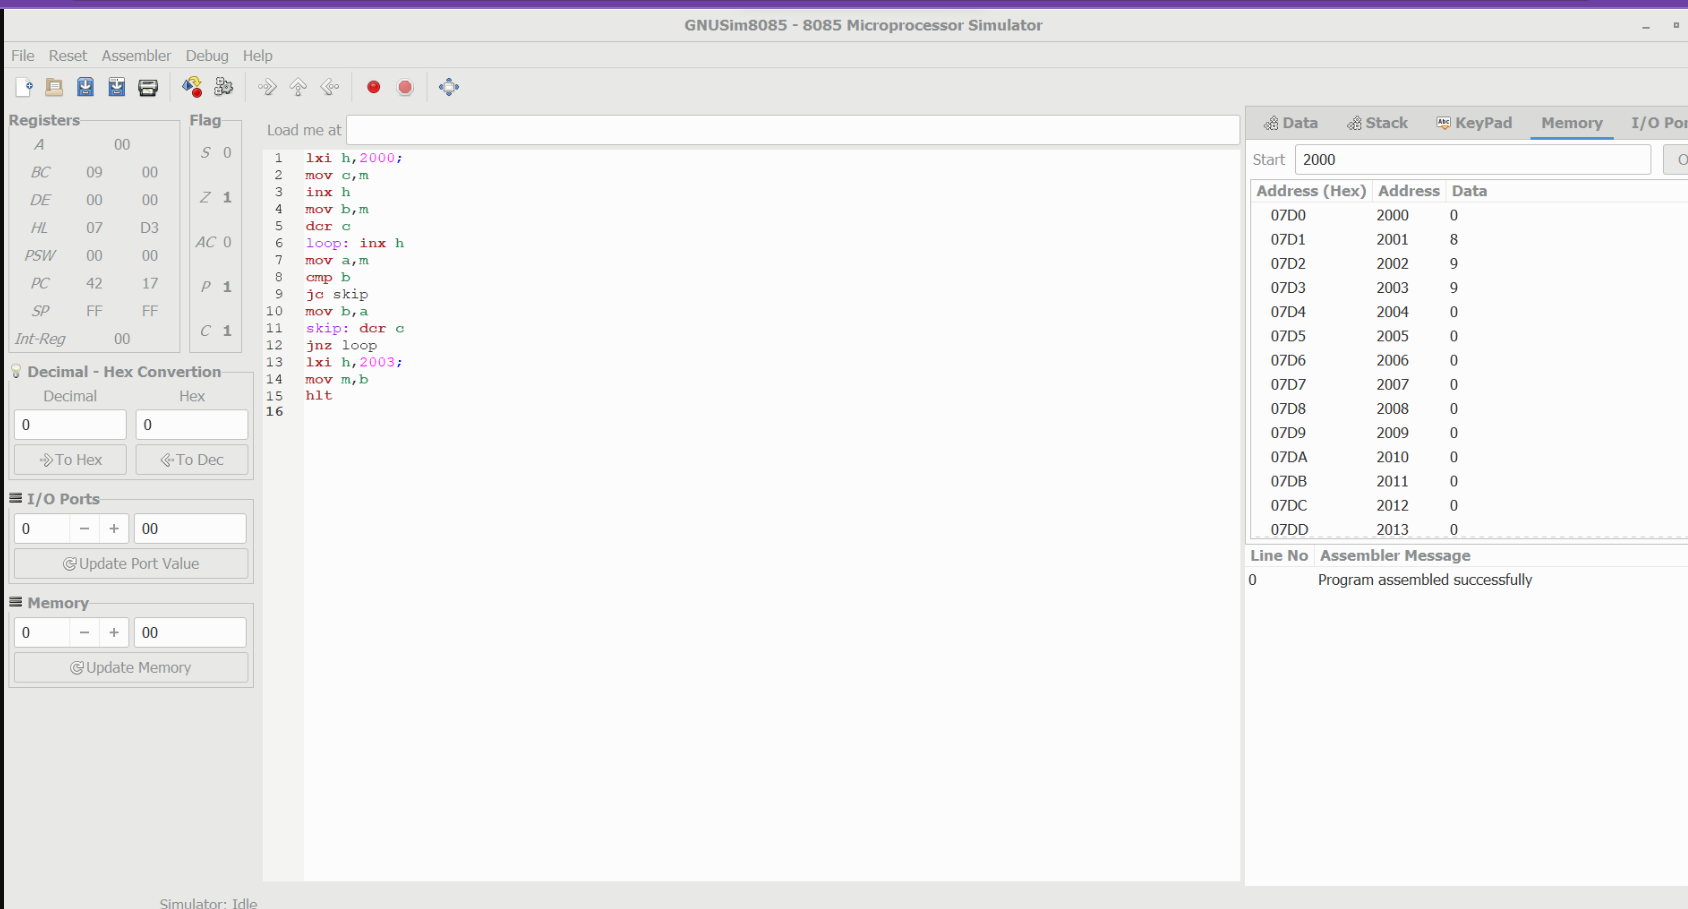 GNUSim8085 - 8085 Microprocessor Simulator
File Reset Assembler Debug Help
Registers
A 00
BC 09 00
DE 00 00
HL 07 D3
PSW 00 00
PC 42 17
SP FF FF
Int-Reg 00
Flag
S 0
Z 1
AC 0
P 1
C 1
Decimal - Hex Convertion
Decimal Hex
0 0
To Hex To Dec
I/O Ports
0 − + 00
Update Port Value
Memory
0 − + 00
Update Memory
Load me at
1 lxi h,2000;
2 mov c,m
3 inx h
4 mov b,m
5 dcr c
6 loop: inx h
7 mov a,m
8 cmp b
9 jc skip
10 mov b,a
11 skip: dcr c
12 jnz loop
13 lxi h,2003;
14 mov m,b
15 hlt
16
Data Stack Abc KeyPad Memory I/O Por
Start 2000 O
Address (Hex) Address Data
07D0 2000 0
07D1 2001 8
07D2 2002 9
07D3 2003 9
07D4 2004 0
07D5 2005 0
07D6 2006 0
07D7 2007 0
07D8 2008 0
07D9 2009 0
07DA 2010 0
07DB 2011 0
07DC 2012 0
07DD 2013 0
Line No Assembler Message
0 Program assembled successfully
Simulator: Idle